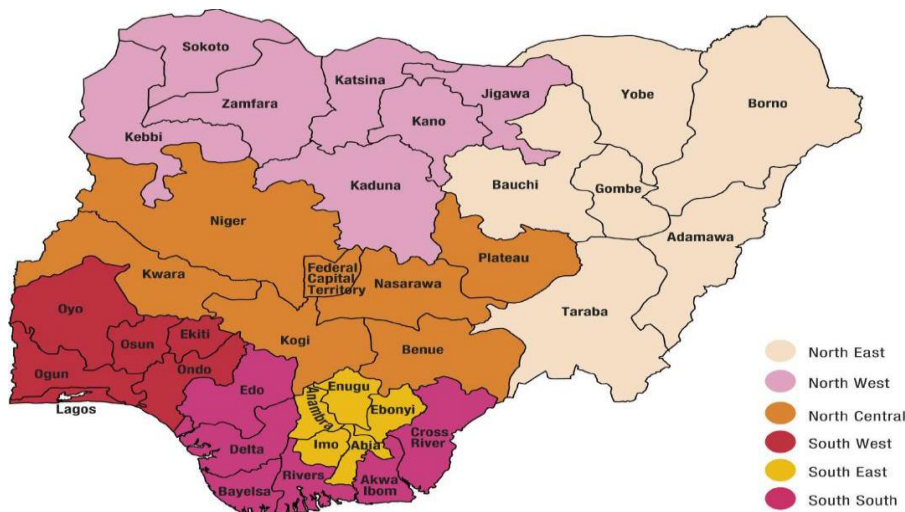 Sokoto
Katsina
Jigawa
Yobe
Borno
Zamfara
Kano
Kebbi
Kaduna
Bauchi
Gombe
Niger
Adamawa
Federal
Capital
Territory
Plateau
Kwara
Nasarawa
Taraba
Oyo
Osun
Ekiti
Kogi
Benue
Ogun
Ondo
Lagos
Edo
Enugu
Anambra
Ebonyi
Cross
River
Imo
Abia
Delta
Rivers
Akwa
Ibom
Bayelsa
North East
North West
North Central
South West
South East
South South